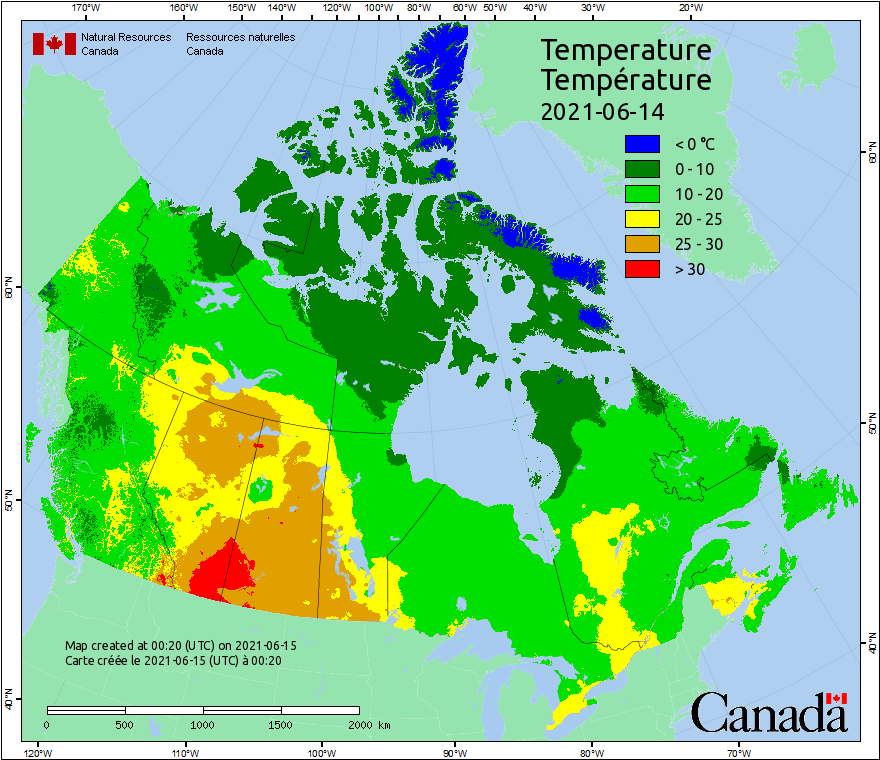 170°W 160°W 150°W 140°W 130°W 120°W 110°W 100°W 80°W 60°W 50°W 40°W 30°W 20°W
Natural Resources Ressources naturelles
Canada Canada
Temperature
Température
2021-06-14
< 0 °C
0 - 10
10 - 20
20 - 25
25 - 30
> 30
60°N
60°N
50°N
50°N
40°N
40°N
Map created at 00:20 (UTC) on 2021-06-15
Carte créée le 2021-06-15 (UTC) à 00:20
0 500 1000 1500 2000 km
Canada
120°W 110°W 100°W 90°W 80°W 70°W